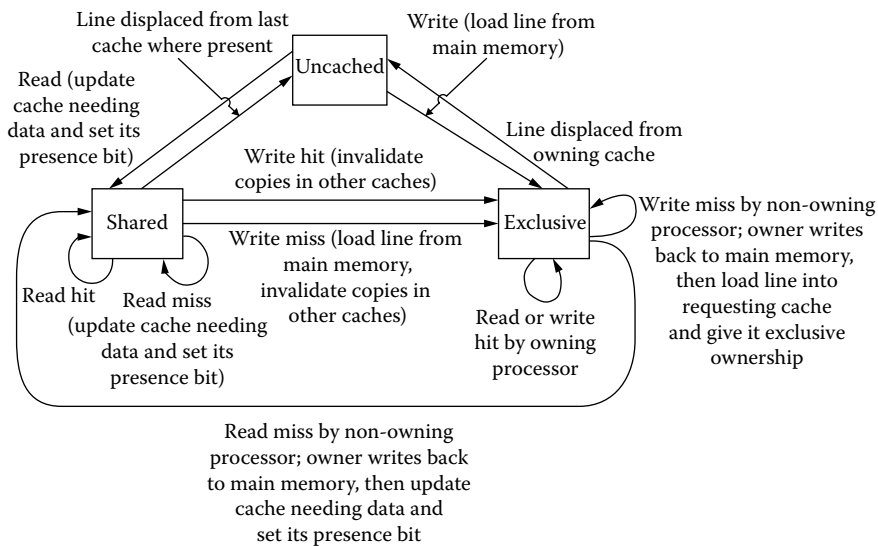 Line displaced from last
cache where present
Write (load line from
main memory)
Uncached
Read (update
cache needing
data and set its
presence bit)
Line displaced from
owning cache
Write hit (invalidate
copies in other caches)
Shared
Exclusive
Write miss (load line from
main memory,
invalidate copies in
other caches)
Write miss by non-owning
processor; owner writes
back to main memory,
then load line into
requesting cache
and give it exclusive
ownership
Read hit
Read miss
(update cache needing
data and set its
presence bit)
Read or write
hit by owning
processor
Read miss by non-owning
processor; owner writes back
to main memory, then update
cache needing data and
set its presence bit